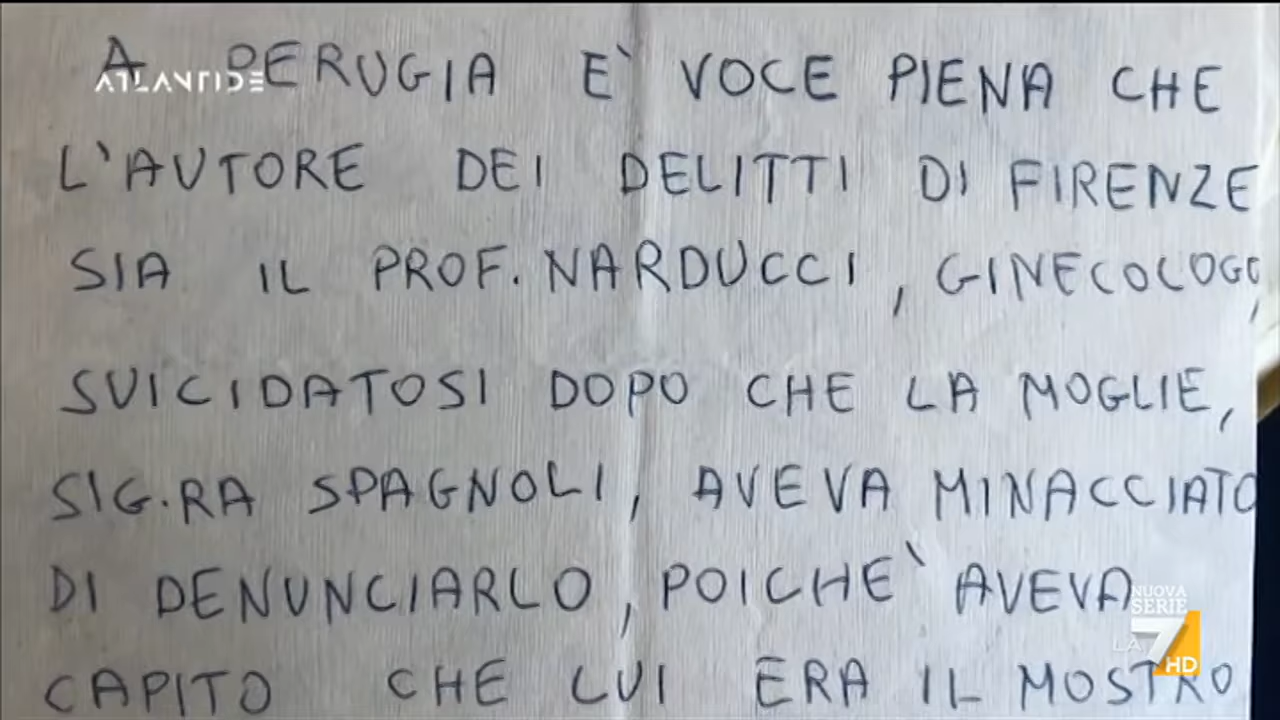 A PERUGIA E' VOCE PIENA CHE
ATLANTIDE
L'AUTORE DEI DELITTI DI FIRENZE
SIA IL PROF. NARDUCCI, GINECOLOGO,
SUICIDATOSI DOPO CHE LA MOGLIE,
SIG.RA SPAGNOLI, AVEVA MINACCIATO
DI DENUNCIARLO, POICHE' AVEVA
CAPITO CHE LUI ERA IL MOSTRO
NUOVA
SERIE
LA7 HD